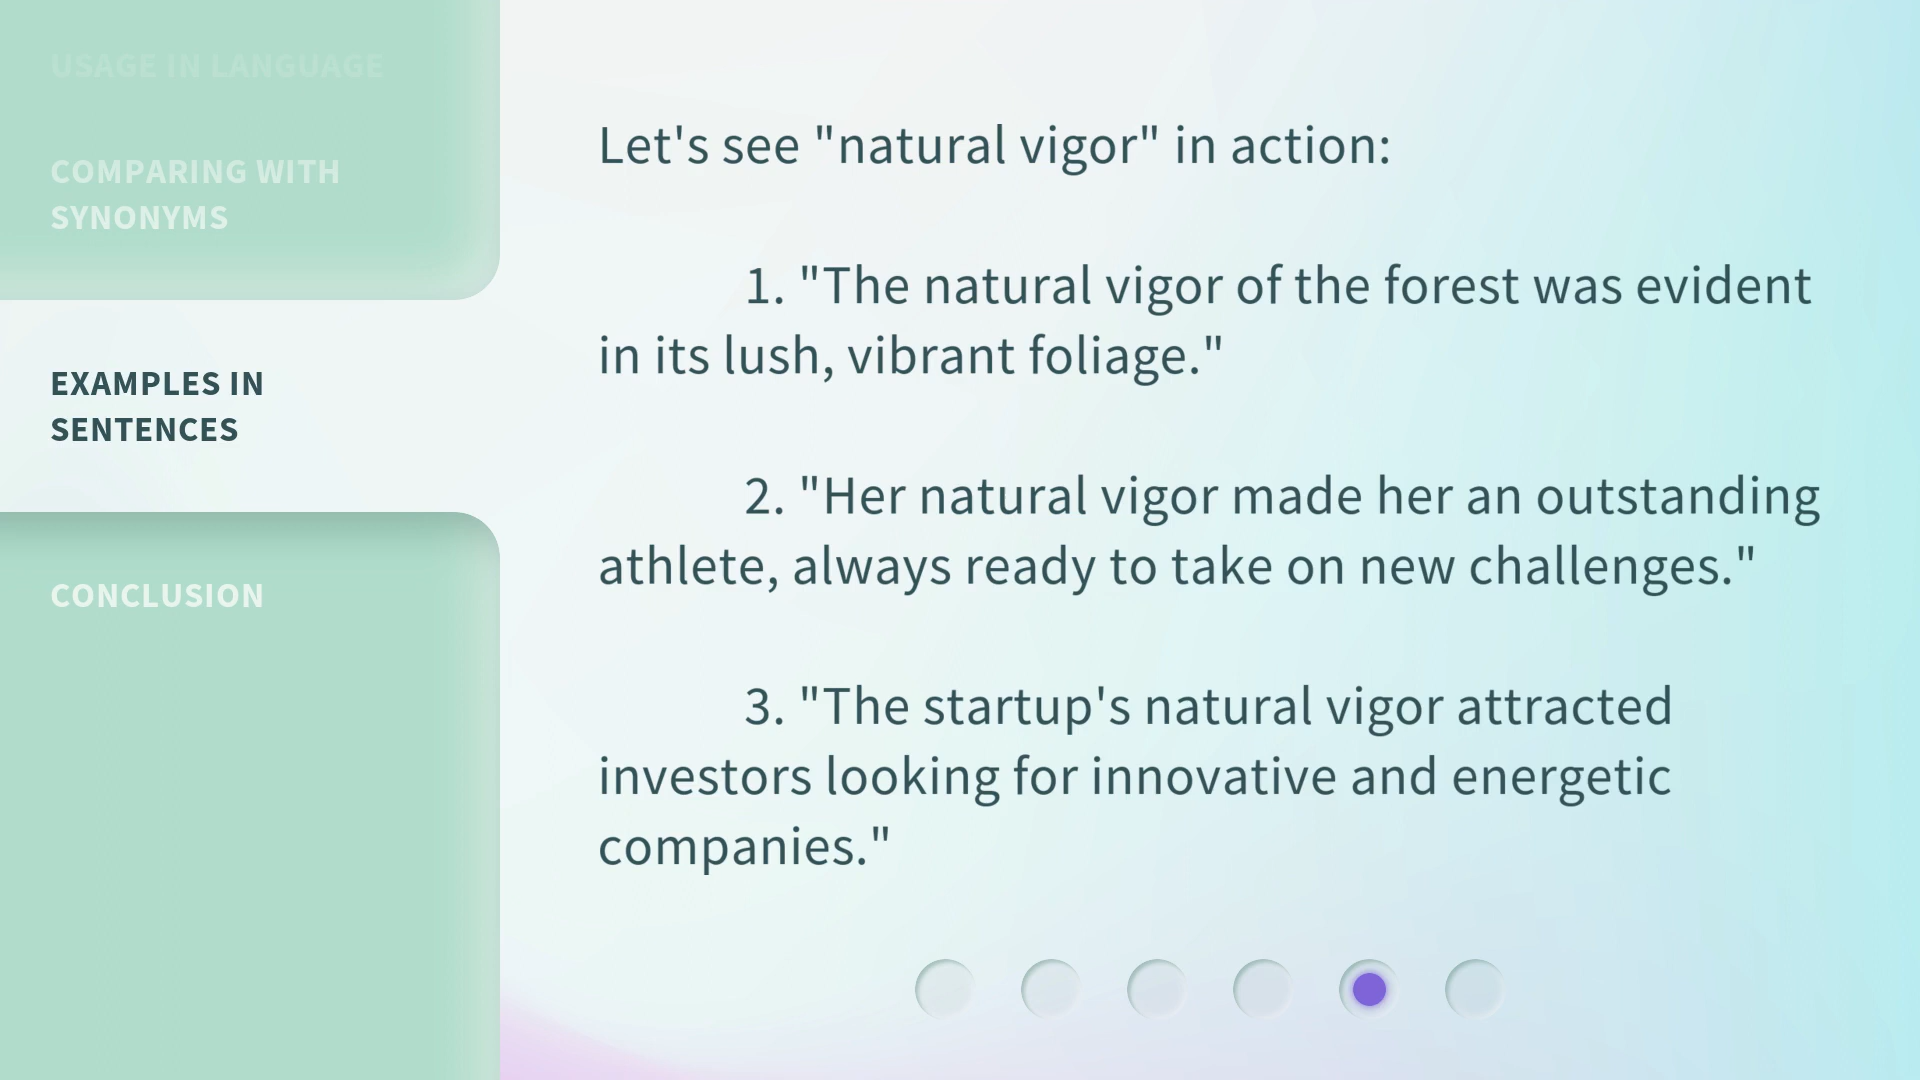 USAGE IN LANGUAGE
COMPARING WITH
SYNONYMS
EXAMPLES IN
SENTENCES
CONCLUSION
Let's see "natural vigor" in action:
1. "The natural vigor of the forest was evident
in its lush, vibrant foliage."
2. "Her natural vigor made her an outstanding
athlete, always ready to take on new challenges."
3. "The startup's natural vigor attracted
investors looking for innovative and energetic
companies."